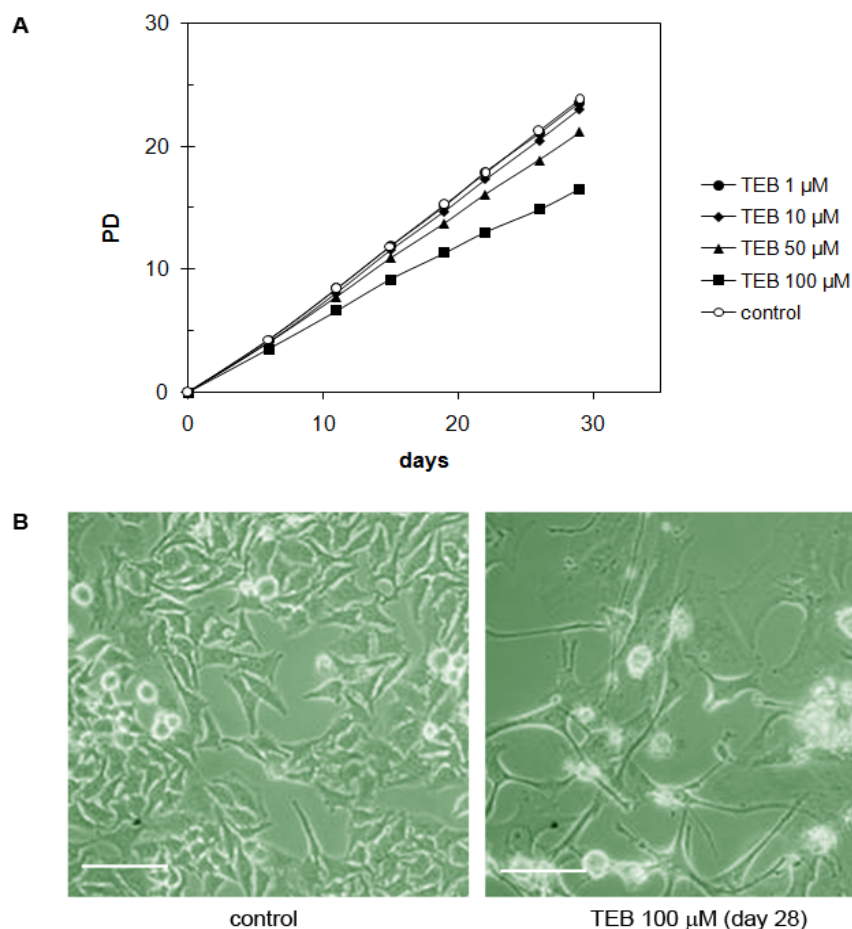 A
30
20
10
0
PD
0 10 20 30
days
TEB 1 µM
TEB 10 µM
TEB 50 µM
TEB 100 µM
control
B
control TEB 100 µM (day 28)